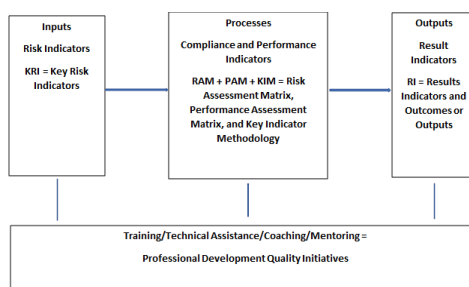 Inputs
Risk Indicators
KRI = Key Risk
Indicators
Processes
Compliance and Performance
Indicators
RAM + PAM + KIM = Risk
Assessment Matrix,
Performance Assessment
Matrix, and Key Indicator
Methodology
Outputs
Result
Indicators
RI = Results
Indicators and
Outcomes or
Outputs
Training/Technical Assistance/Coaching/Mentoring =
Professional Development Quality Initiatives